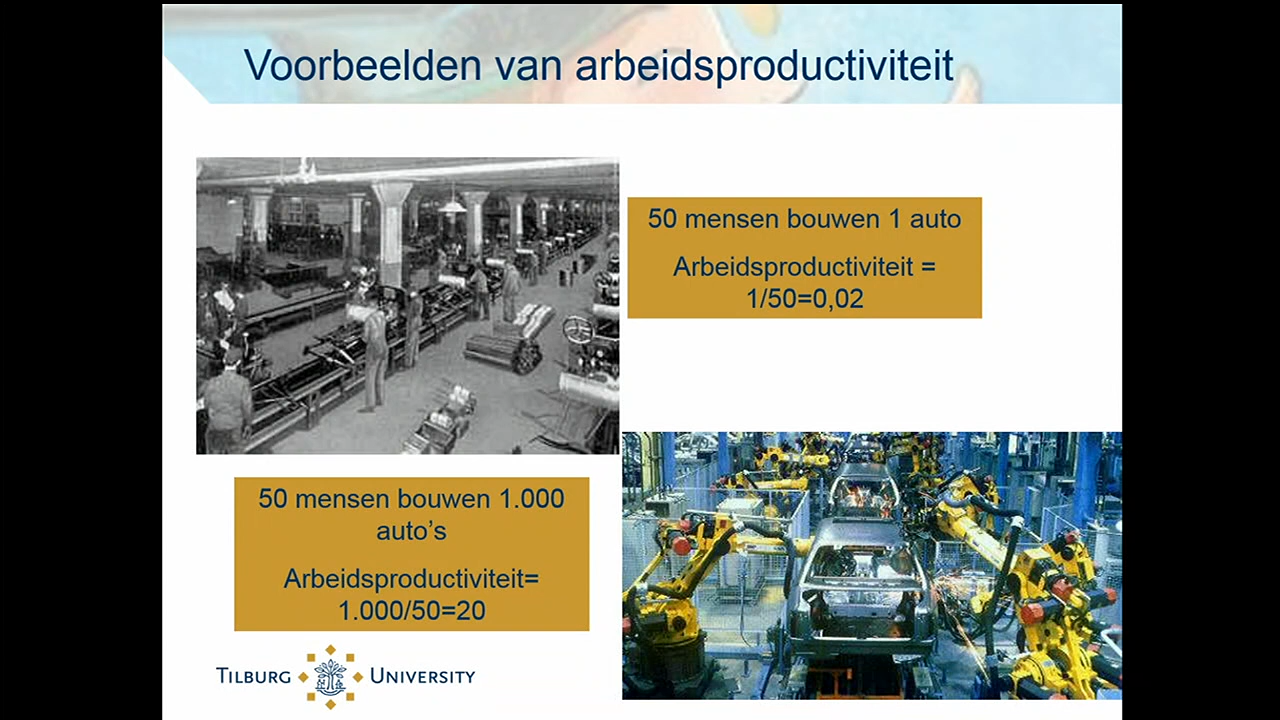 Voorbeelden van arbeidsproductiviteit
50 mensen bouwen 1 auto
Arbeidsproductiviteit =
1/50=0,02
50 mensen bouwen 1.000
auto’s
Arbeidsproductiviteit=
1.000/50=20
TILBURG UNIVERSITY